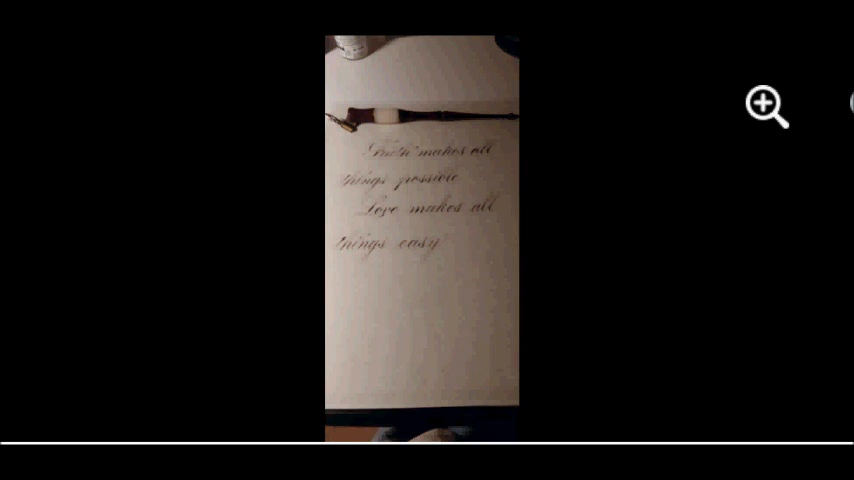 Faith makes all
things possible
Love makes all
things easy